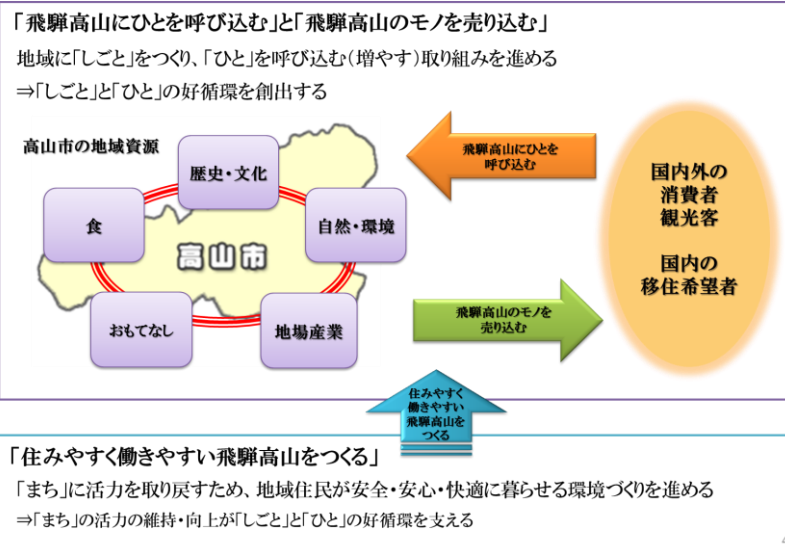 「飛騨高山にひとを呼び込む」と「飛騨高山のモノを売り込む」
地域に「しごと」をつくり、「ひと」を呼び込む(増やす)取り組みを進める
⇒「しごと」と「ひと」の好循環を創出する
高山市の地域資源
歴史・文化
食
自然・環境
高山市
おもてなし
地場産業
飛騨高山にひとを
呼び込む
飛騨高山のモノを
売り込む
国内外の
消費者
観光客
国内の
移住希望者
住みやすく
働きやすい
飛騨高山を
つくる
「住みやすく働きやすい飛騨高山をつくる」
「まち」に活力を取り戻すため、地域住民が安全・安心・快適に暮らせる環境づくりを進める
⇒「まち」の活力の維持・向上が「しごと」と「ひと」の好循環を支える
4